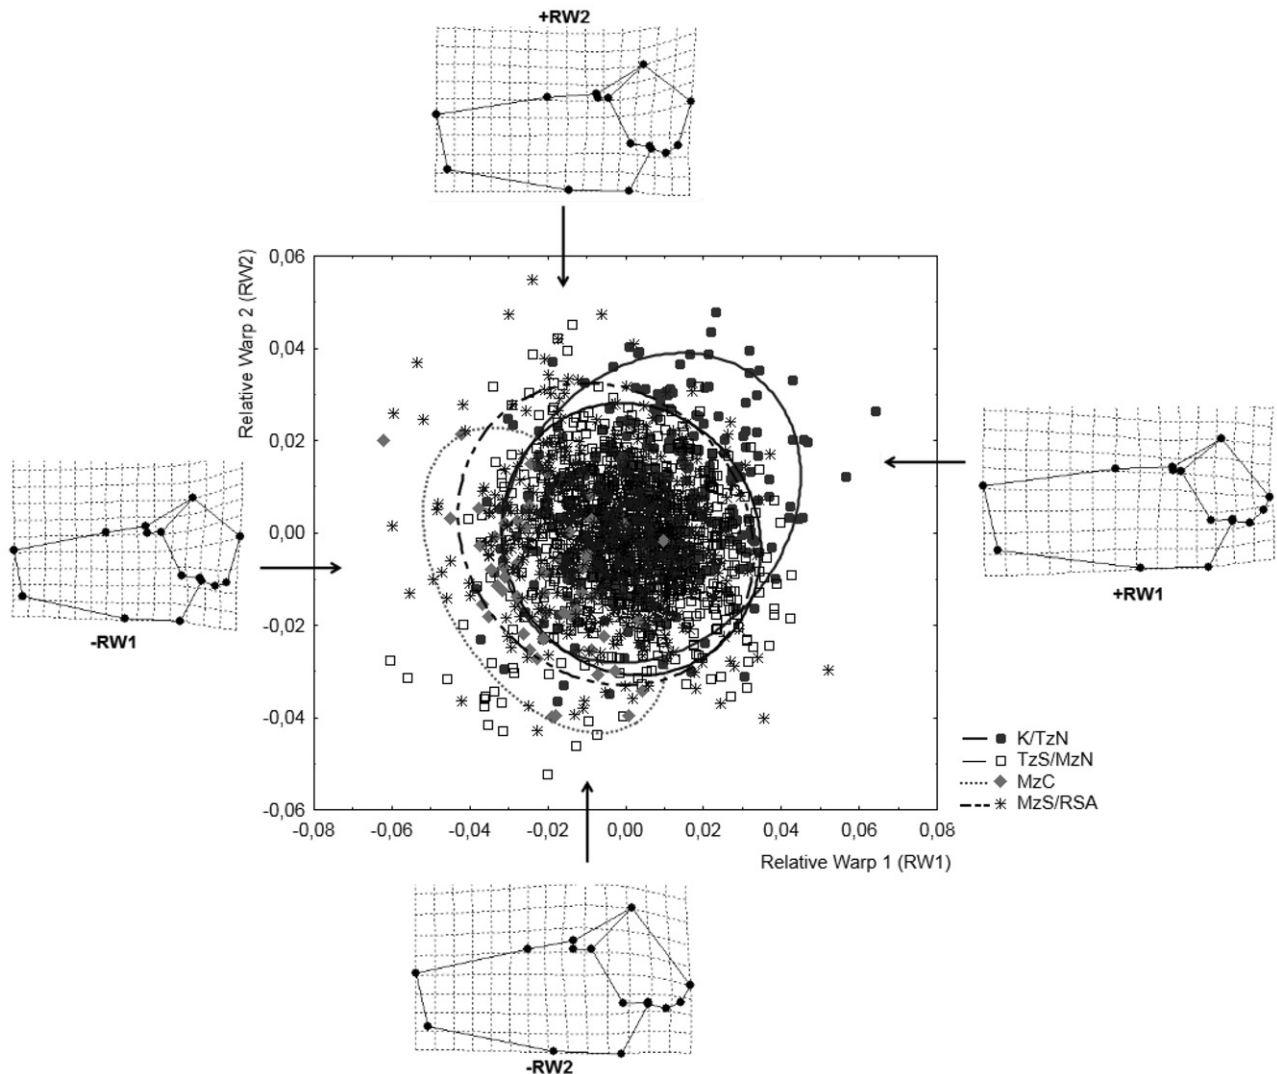 +RW2
Relative Warp 2 (RW2)
0,06
0,04
0,02
0,00
-0,02
-0,04
-0,06
-0,08
-0,06
-0,04
-0,02
0,00
0,02
0,04
0,06
0,08
Relative Warp 1 (RW1)
-RW1
+RW1
K/TzN
TzS/MzN
MzC
MzS/RSA
-RW2